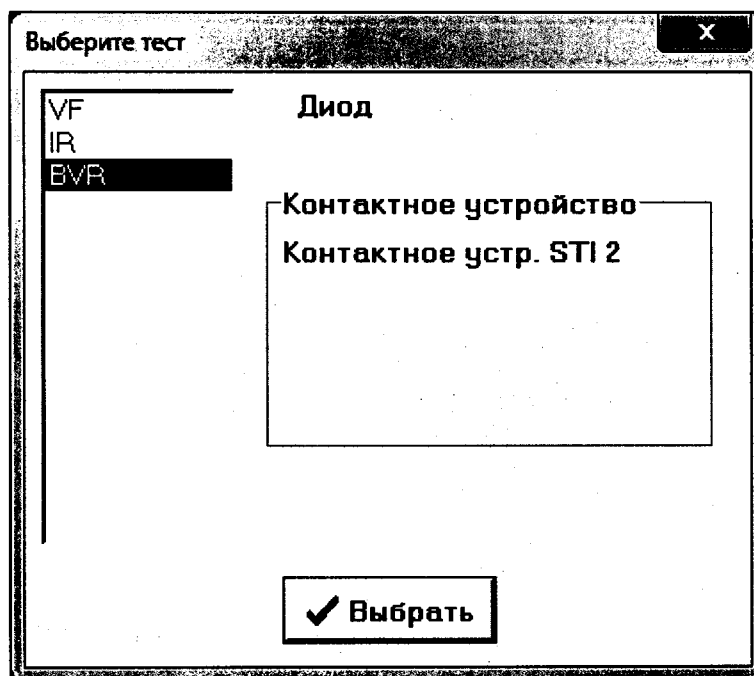 Выберите тест
x
VF
IR
BVR
Диод
Контактное устройство
Контактное устр. STI 2
Выбрать